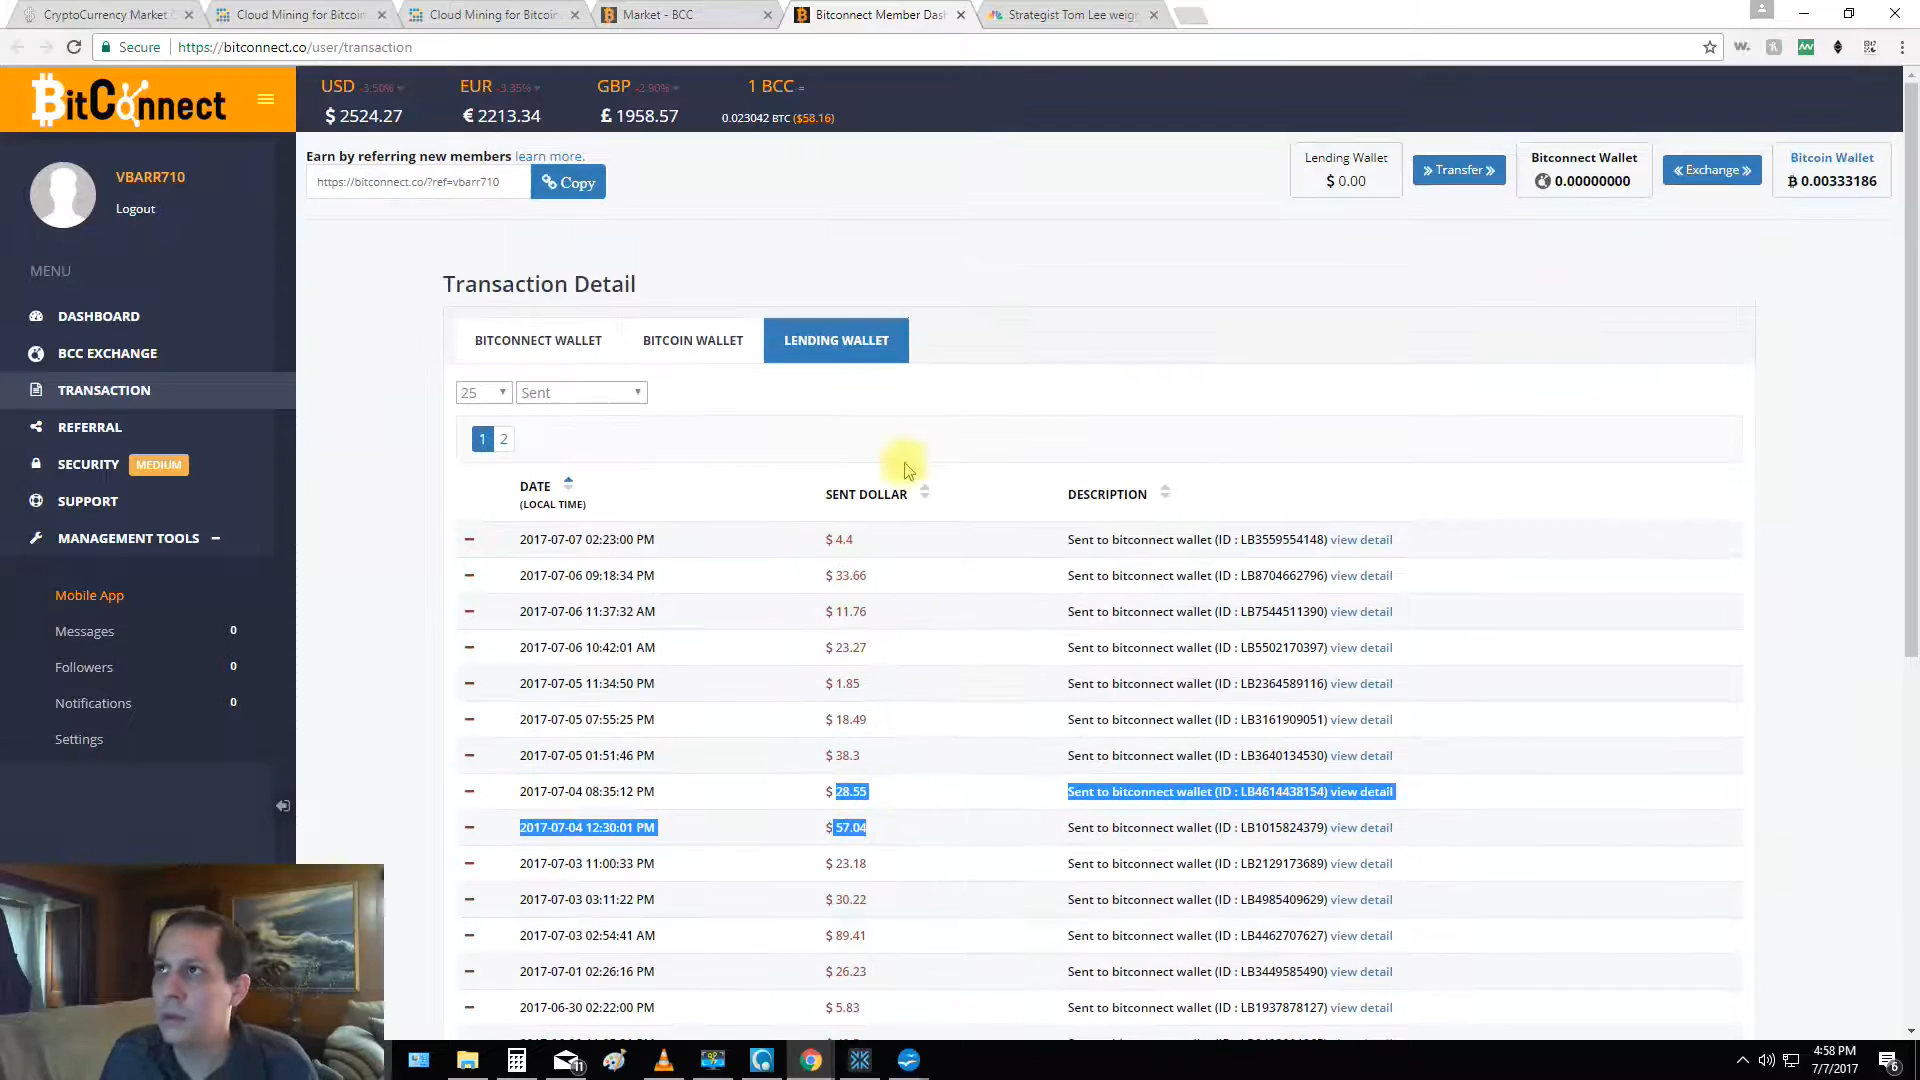 CryptoCurrency Market
Cloud Mining for Bitcoin
Cloud Mining for Bitcoin
Market - BCC
Bitconnect Member Das
Strategist Tom Lee weigh
Secure
https://bitconnect.co/user/transaction
BitConnect
USD -3.50%
EUR -3.35%
GBP -2.90%
1 BCC =
$ 2524.27
€ 2213.34
£ 1958.57
0.023042 BTC ($58.16)
Earn by referring new members learn more.
https://bitconnect.co/?ref=vbarr710
Copy
Lending Wallet
$ 0.00
Transfer
Bitconnect Wallet
0.00000000
Exchange
Bitcoin Wallet
0.00333186
VBARR710
Logout
MENU
DASHBOARD
BCC EXCHANGE
TRANSACTION
REFERRAL
SECURITY MEDIUM
SUPPORT
MANAGEMENT TOOLS
Mobile App
Messages 0
Followers 0
Notifications 0
Settings
Transaction Detail
BITCONNECT WALLET
BITCOIN WALLET
LENDING WALLET
25
Sent
1 2
DATE
(LOCAL TIME)
SENT DOLLAR
DESCRIPTION
2017-07-07 02:23:00 PM $ 4.4 Sent to bitconnect wallet (ID : LB3559554148) view detail
2017-07-06 09:18:34 PM $ 33.66 Sent to bitconnect wallet (ID : LB8704662796) view detail
2017-07-06 11:37:32 AM $ 11.76 Sent to bitconnect wallet (ID : LB7544511390) view detail
2017-07-06 10:42:01 AM $ 23.27 Sent to bitconnect wallet (ID : LB5502170397) view detail
2017-07-05 11:34:50 PM $ 1.85 Sent to bitconnect wallet (ID : LB2364589116) view detail
2017-07-05 07:55:25 PM $ 18.49 Sent to bitconnect wallet (ID : LB3161909051) view detail
2017-07-05 01:51:46 PM $ 38.3 Sent to bitconnect wallet (ID : LB3640134530) view detail
2017-07-04 08:35:12 PM $ 28.55 Sent to bitconnect wallet (ID : LB4614438154) view detail
2017-07-04 12:30:01 PM $ 57.04 Sent to bitconnect wallet (ID : LB1015824379) view detail
2017-07-03 11:00:33 PM $ 23.18 Sent to bitconnect wallet (ID : LB2129173689) view detail
2017-07-03 03:11:22 PM $ 30.22 Sent to bitconnect wallet (ID : LB4985409629) view detail
2017-07-03 02:54:41 AM $ 89.41 Sent to bitconnect wallet (ID : LB4462707627) view detail
2017-07-01 02:26:16 PM $ 26.23 Sent to bitconnect wallet (ID : LB3449585490) view detail
2017-06-30 02:22:00 PM $ 5.83 Sent to bitconnect wallet (ID : LB1937878127) view detail
11
4:58 PM
7/7/2017
6